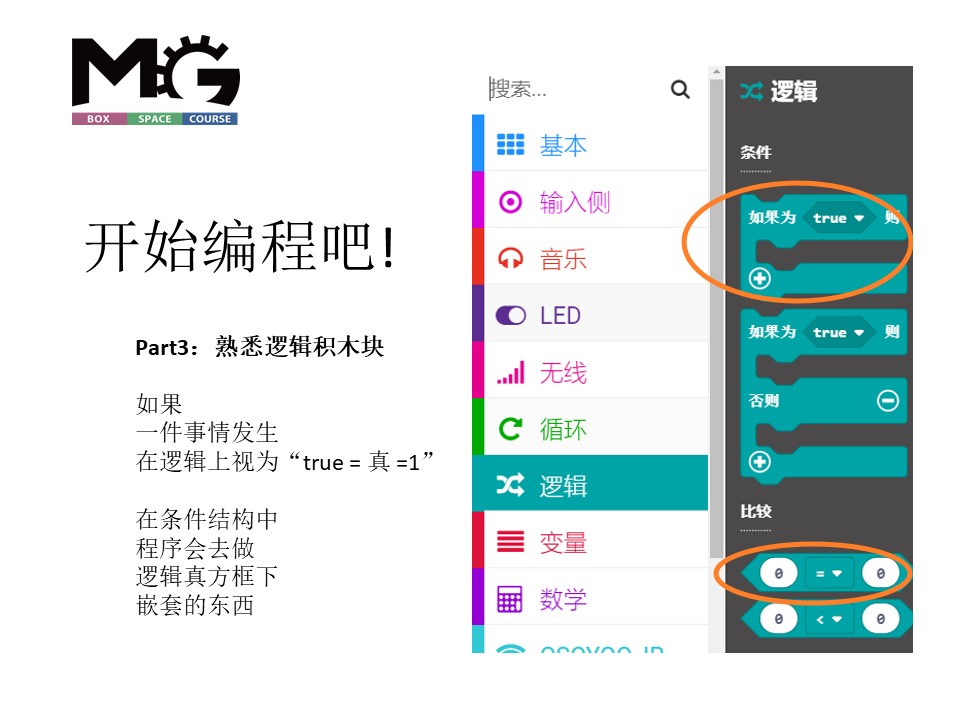 MG
BOX SPACE COURSE
开始编程吧!
Part3：熟悉逻辑积木块
如果
一件事情发生
在逻辑上视为“true = 真 =1”
在条件结构中
程序会去做
逻辑真方框下
嵌套的东西
搜索...
基本
输入侧
音乐
LED
无线
循环
逻辑
变量
数学
逻辑
条件
如果为 true 则
如果为 true 则
否则
比较
0 = 0
0 < 0